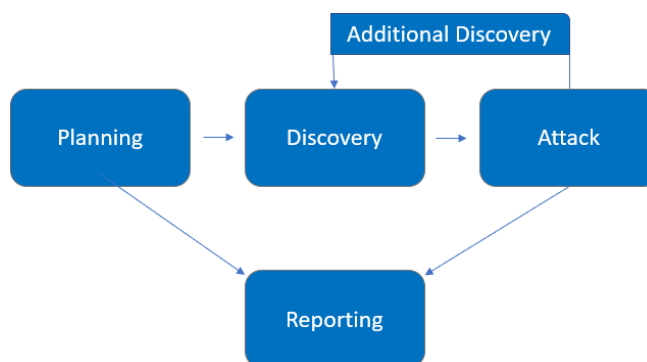 Additional Discovery
Planning
Discovery
Attack
Reporting